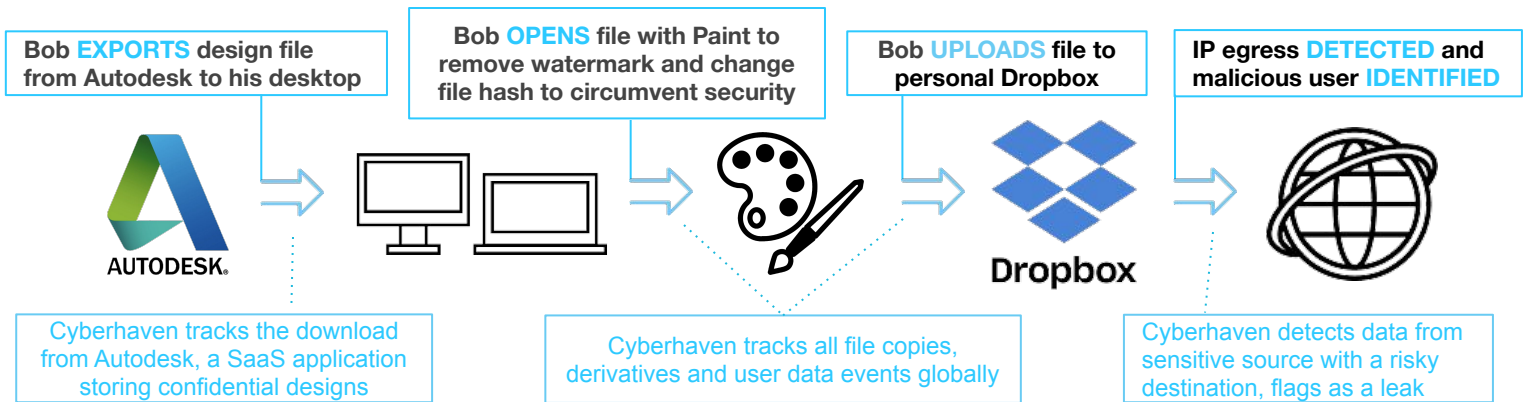 Bob EXPORTS design file
from Autodesk to his desktop
Bob OPENS file with Paint to
remove watermark and change
file hash to circumvent security
Bob UPLOADS file to
personal Dropbox
IP egress DETECTED and
malicious user IDENTIFIED
AUTODESK.
Dropbox
Cyberhaven tracks the download
from Autodesk, a SaaS application
storing confidential designs
Cyberhaven tracks all file copies,
derivatives and user data events globally
Cyberhaven detects data from
sensitive source with a risky
destination, flags as a leak